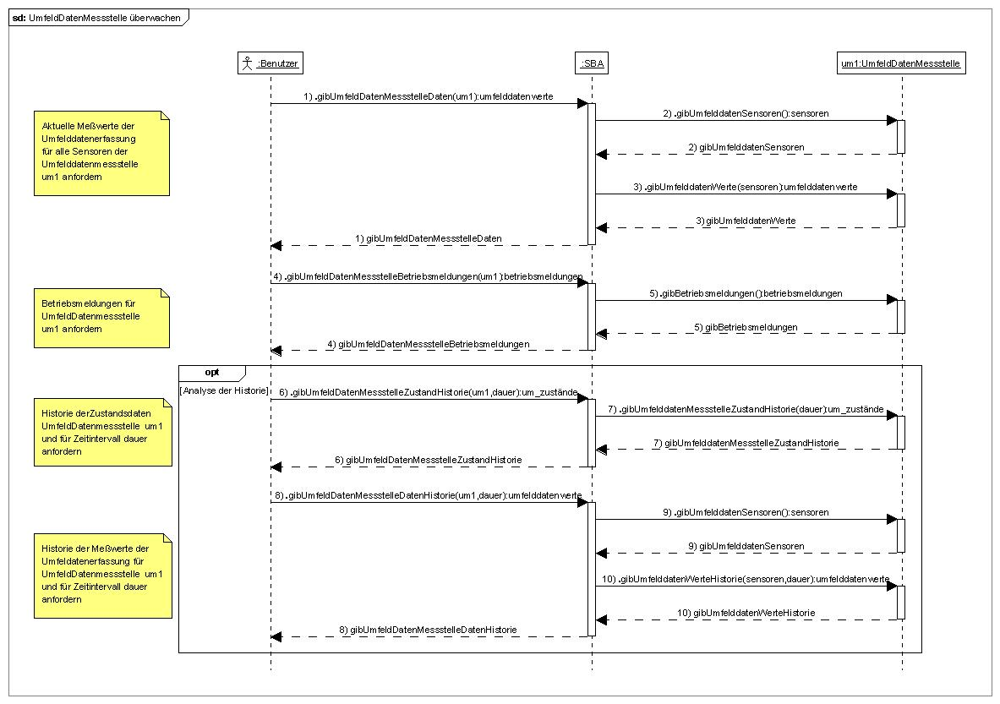 sd: UmfeldDatenMessstelle überwachen
:Benutzer
:SBA
um1:UmfeldDatenMessstelle
1) .gibUmfeldDatenMessstelleDaten(um1):umfelddatenwerte
Aktuelle Meßwerte der
Umfelddatenerfassung
für alle Sensoren der
Umfelddatenmessstelle
um1 anfordern
2) .gibUmfelddatenSensoren():sensoren
2) gibUmfelddatenSensoren
3) .gibUmfelddatenWerte(sensoren):umfelddatenwerte
3) gibUmfelddatenWerte
1) gibUmfeldDatenMessstelleDaten
4) .gibUmfeldDatenMessstelleBetriebsmeldungen(um1):betriebsmeldungen
Betriebsmeldungen für
UmfeldDatenmessstelle
um1 anfordern
5) .gibBetriebsmeldungen():betriebsmeldungen
5) gibBetriebsmeldungen
4) gibUmfeldDatenMessstelleBetriebsmeldungen
opt
[Analyse der Historie]
6) .gibUmfeldDatenMessstelleZustandHistorie(um1,dauer):um_zustände
Historie derZustandsdaten
UmfeldDatenmessstelle um1
und für Zeitintervall dauer
anfordern
7) .gibUmfelddatenMessstelleZustandHistorie(dauer):um_zustände
7) gibUmfelddatenMessstelleZustandHistorie
6) gibUmfeldDatenMessstelleZustandHistorie
8) .gibUmfeldDatenMessstelleDatenHistorie(um1,dauer):umfelddatenwerte
9) .gibUmfelddatenSensoren():sensoren
Historie der Meßwerte der
Umfeldatenerfassung für
UmfeldDatenmessstelle um1
und für Zeitintervall dauer
anfordern
9) gibUmfelddatenSensoren
10) .gibUmfelddatenWerteHistorie(sensoren,dauer):umfelddatenwerte
10) gibUmfelddatenWerteHistorie
8) gibUmfeldDatenMessstelleDatenHistorie